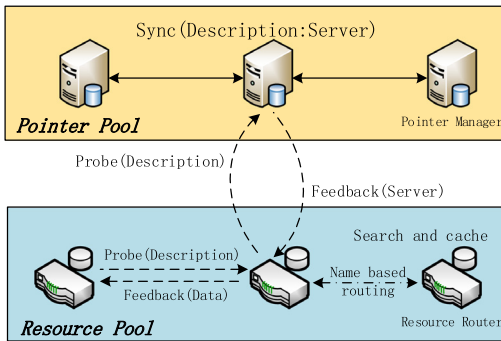 Sync(Description:Server)
Pointer Pool
Pointer Manager
Probe(Description)
Feedback(Server)
Probe(Description)
Feedback(Data)
Search and cache
Name based
routing
Resource Pool
Resource Router